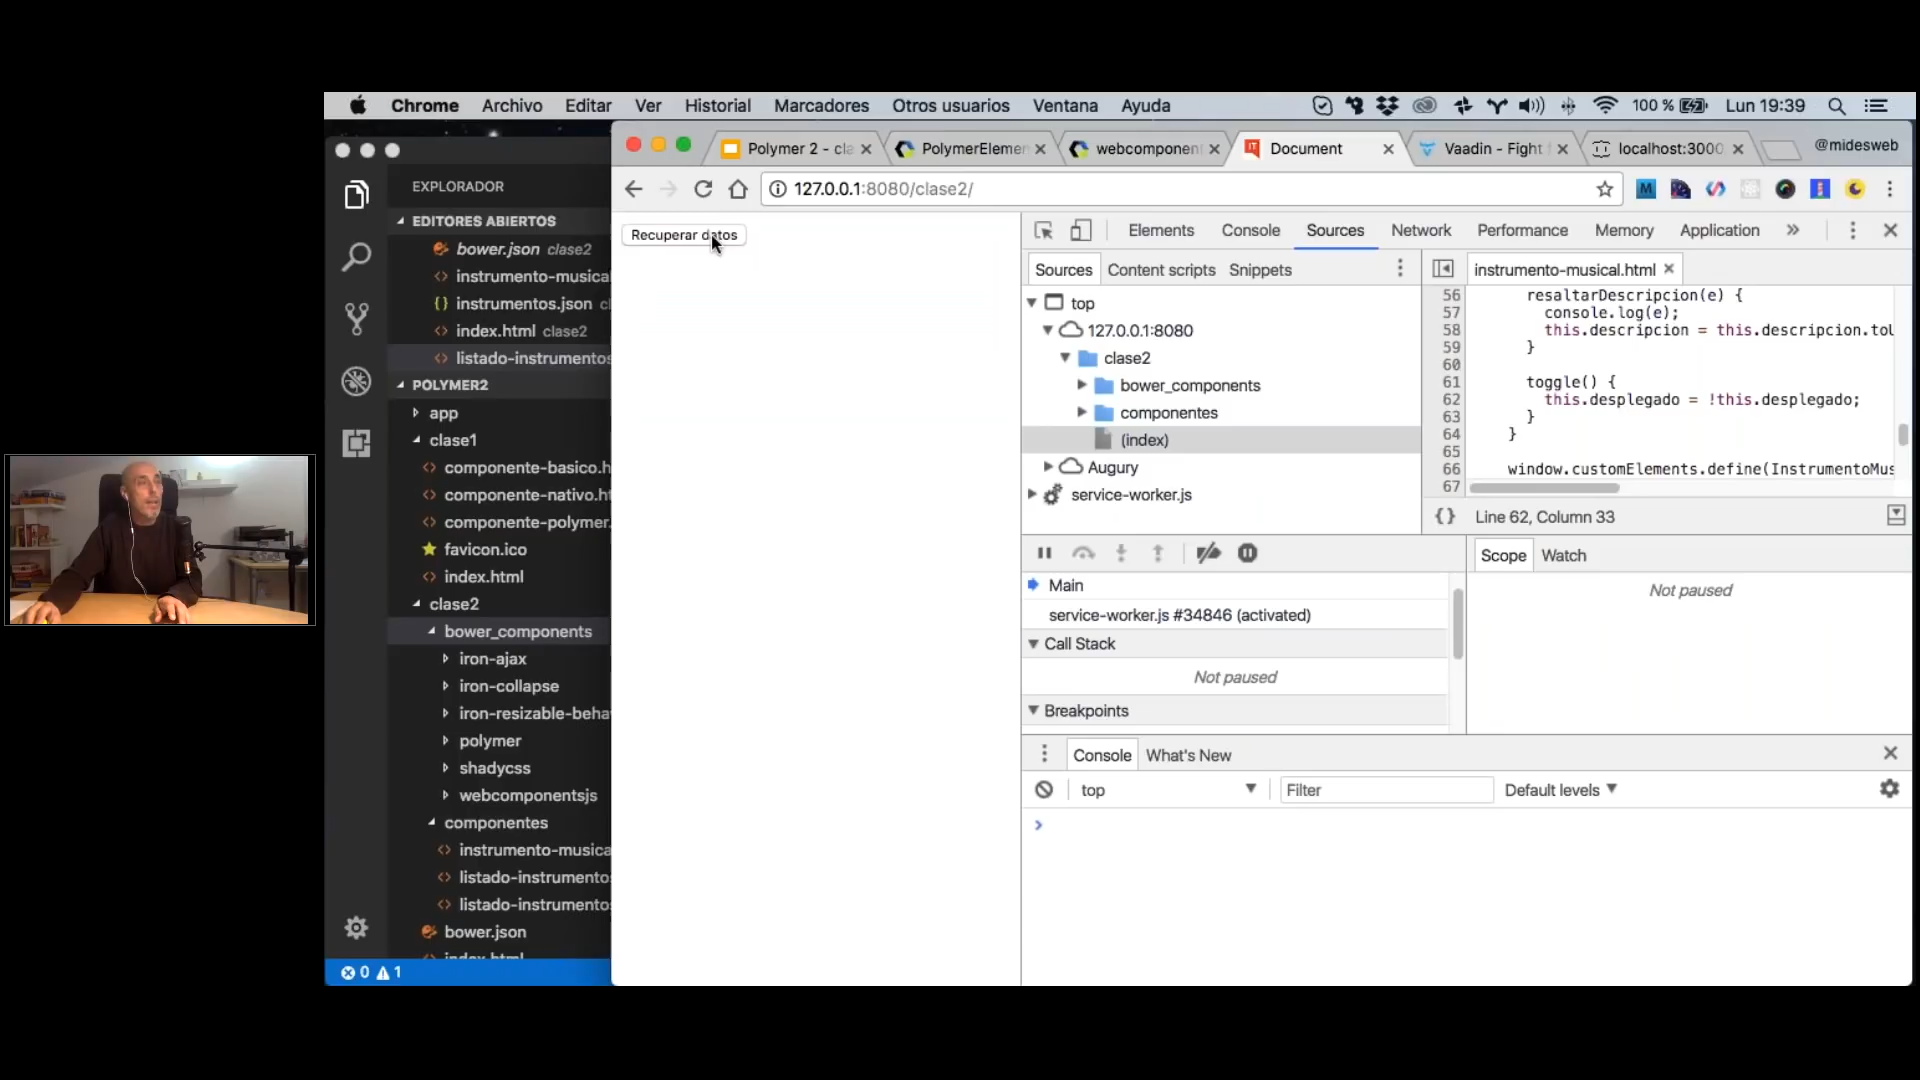 Chrome Archivo Editar Ver Historial Marcadores Otros usuarios Ventana Ayuda 100 % Lun 19:39
Polymer 2 - cla
PolymerElemen
webcomponent
Document
Vaadin - Fight
localhost:3000
@midesweb
127.0.0.1:8080/clase2/
EXPLORADOR
EDITORES ABIERTOS
bower.json clase2
instrumento-musical
instrumentos.json
index.html clase2
listado-instrumentos
POLYMER2
app
clase1
componente-basico.h
componente-nativo.ht
componente-polymer.
favicon.ico
index.html
clase2
bower_components
iron-ajax
iron-collapse
iron-resizable-beha
polymer
shadycss
webcomponentsjs
componentes
instrumento-musica
listado-instrumento
listado-instrumento
bower.json
index.html
0 1
Recuperar datos
Elements Console Sources Network Performance Memory Application »
Sources Content scripts Snippets
top
127.0.0.1:8080
clase2
bower_components
componentes
(index)
Augury
service-worker.js
instrumento-musical.html
56 resaltarDescripcion(e) {
57 console.log(e);
58 this.descripcion = this.descripcion.toU
59 }
60
61 toggle() {
62 this.desplegado = !this.desplegado;
63 }
64 }
65
66 window.customElements.define(InstrumentoMus
67
{} Line 62, Column 33
Main
service-worker.js #34846 (activated)
Call Stack
Not paused
Breakpoints
Scope Watch
Not paused
Console What's New
top Filter Default levels